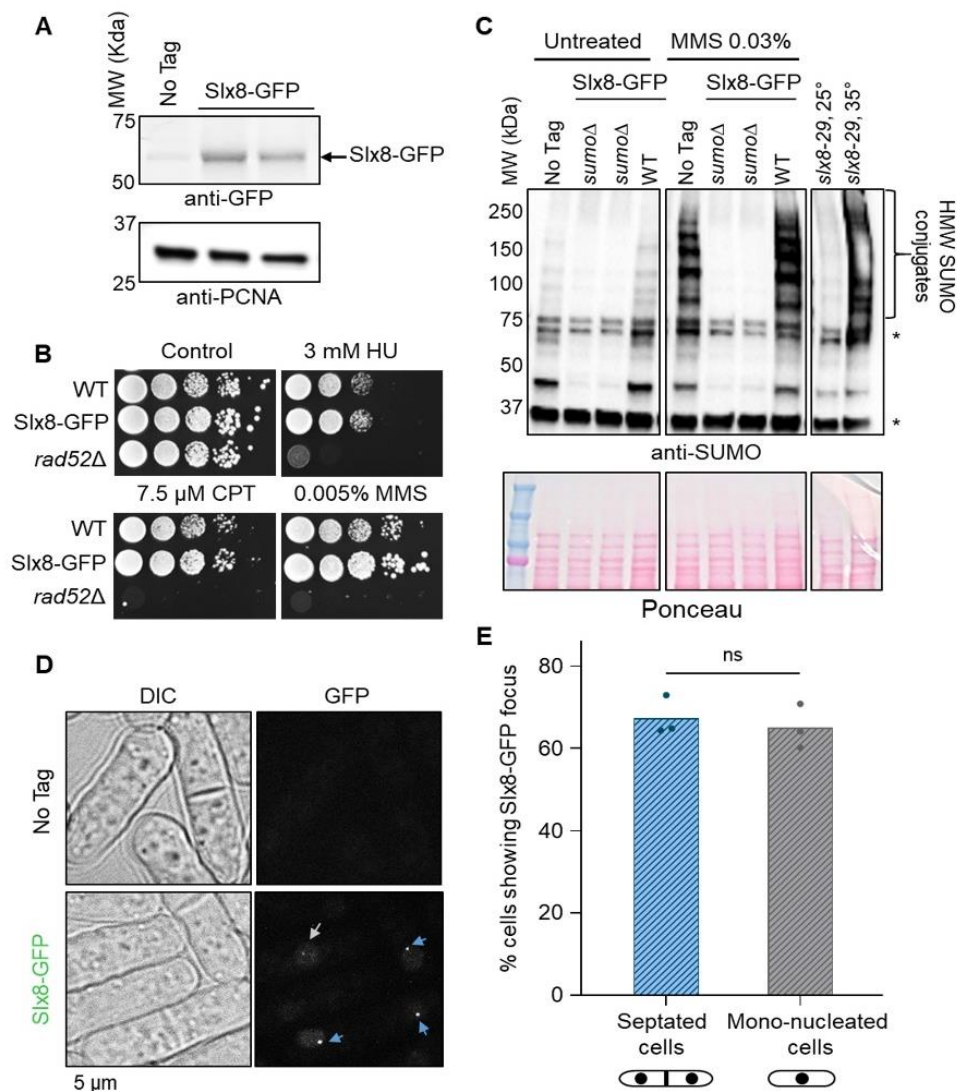 A
MW (Kda)
No Tag
Slx8-GFP
75
50
Slx8-GFP
anti-GFP
37
25
anti-PCNA
B
Control
3 mM HU
WT
Slx8-GFP
rad52Δ
7.5 µM CPT
0.005% MMS
WT
Slx8-GFP
rad52Δ
C
Untreated
MMS 0.03%
Slx8-GFP
Slx8-GFP
MW (kDa)
No Tag
sumoΔ
sumoΔ
WT
No Tag
sumoΔ
sumoΔ
WT
slx8-29, 25°
slx8-29, 35°
250
150
100
75
50
37
HMW SUMO
conjugates
*
*
anti-SUMO
Ponceau
D
DIC
GFP
No Tag
Slx8-GFP
5 µm
E
ns
% cells showing Slx8-GFP focus
80
60
40
20
0
Septated
cells
Mono-nucleated
cells